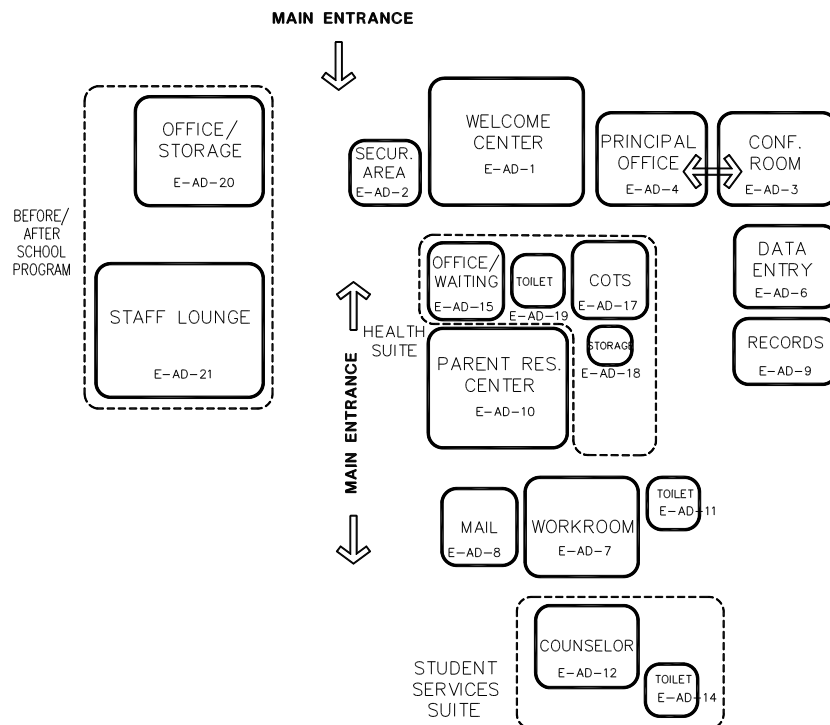 MAIN ENTRANCE
OFFICE/
STORAGE
E-AD-20
SECUR.
AREA
E-AD-2
WELCOME
CENTER
E-AD-1
PRINCIPAL
OFFICE
E-AD-4
CONF.
ROOM
E-AD-3
BEFORE/
AFTER
SCHOOL
PROGRAM
STAFF LOUNGE
E-AD-21
OFFICE/
WAITING
E-AD-15
TOILET
E-AD-19
COTS
E-AD-17
DATA
ENTRY
E-AD-6
HEALTH
SUITE
STORAGE
E-AD-18
RECORDS
E-AD-9
PARENT RES.
CENTER
E-AD-10
MAIN ENTRANCE
MAIL
E-AD-8
WORKROOM
E-AD-7
TOILET
E-AD-11
COUNSELOR
E-AD-12
TOILET
E-AD-14
STUDENT
SERVICES
SUITE